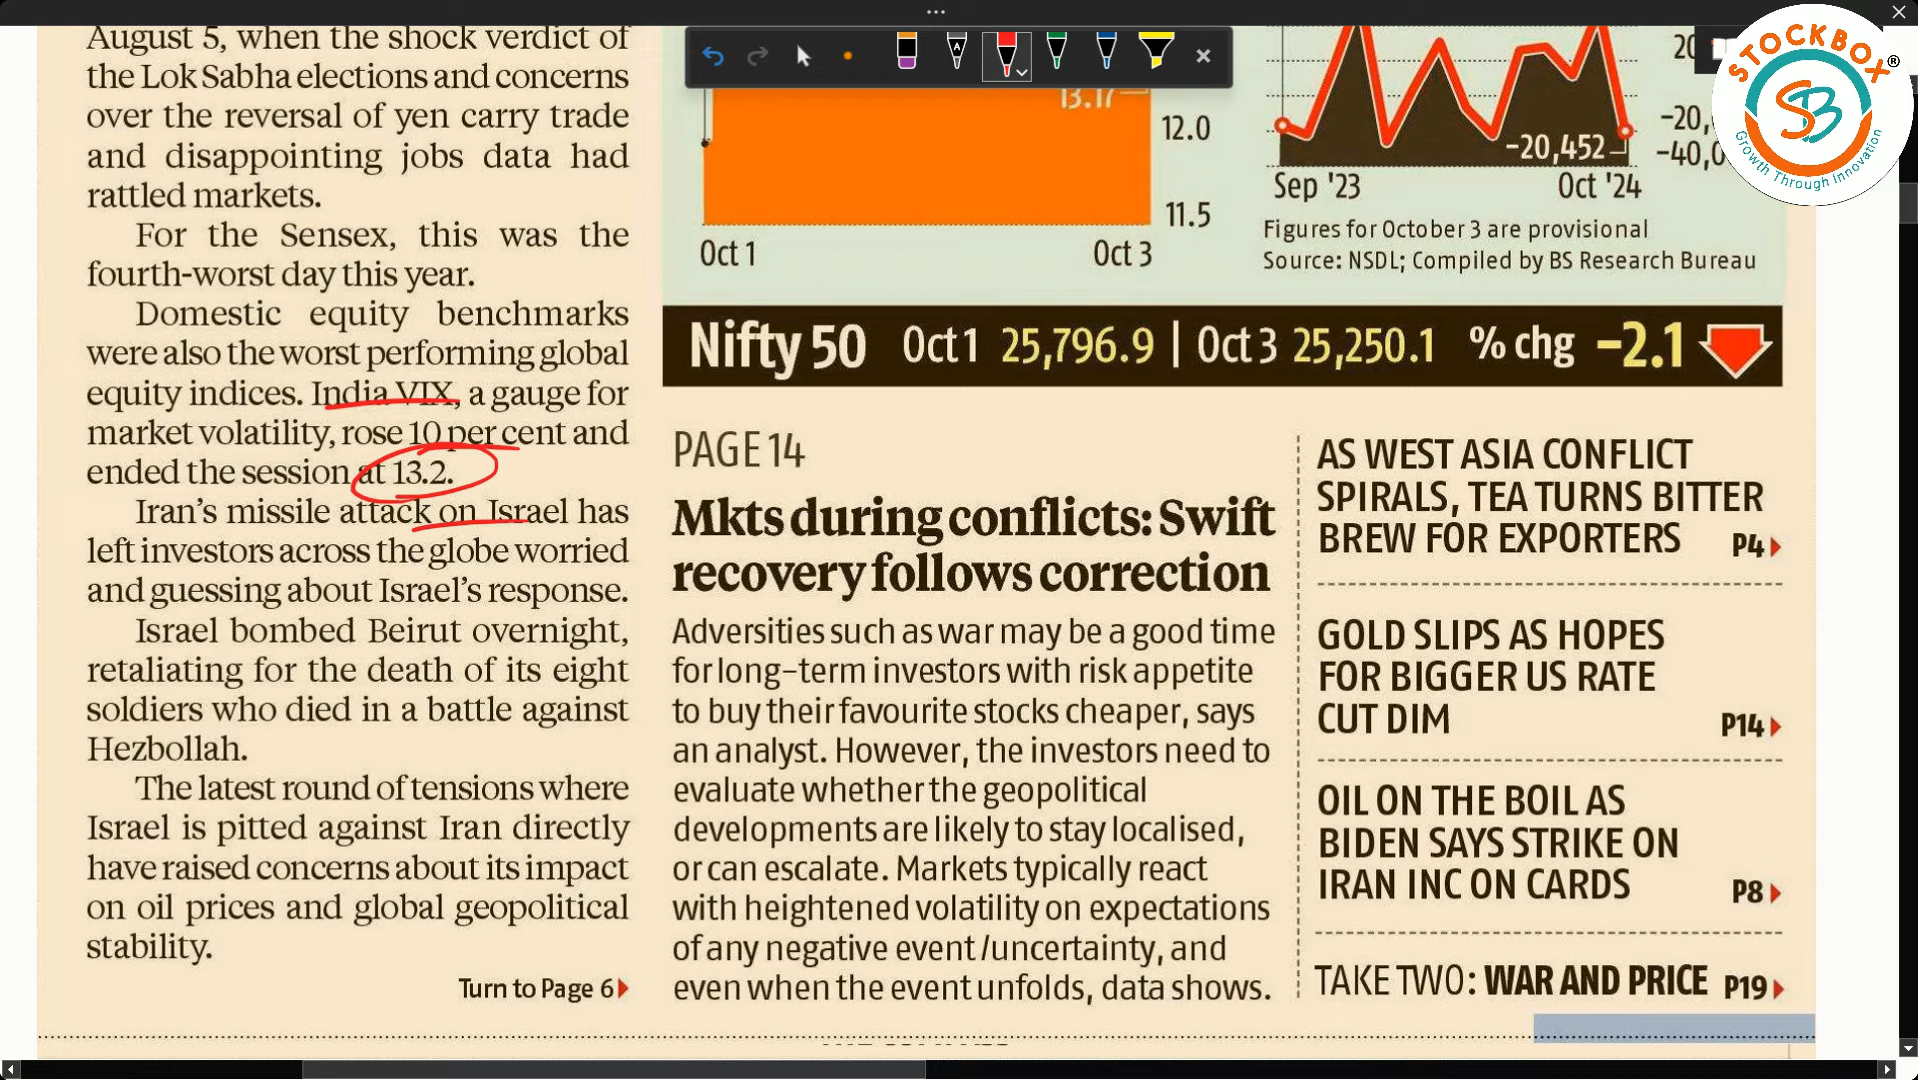 August 5, when the shock verdict of
the Lok Sabha elections and concerns
over the reversal of yen carry trade
and disappointing jobs data had
rattled markets.
For the Sensex, this was the
fourth-worst day this year.
Domestic equity benchmarks
were also the worst performing global
equity indices. India VIX, a gauge for
market volatility, rose 10 per cent and
ended the session at 13.2.
Iran's missile attack on Israel has
left investors across the globe worried
and guessing about Israel's response.
Israel bombed Beirut overnight,
retaliating for the death of its eight
soldiers who died in a battle against
Hezbollah.
The latest round of tensions where
Israel is pitted against Iran directly
have raised concerns about its impact
on oil prices and global geopolitical
stability.
Turn to Page 6
13.17
12.0
11.5
Oct 1
Oct 3
-20,452
Sep '23
Oct '24
Figures for October 3 are provisional
Source: NSDL; Compiled by BS Research Bureau
Nifty 50 Oct 1 25,796.9 | Oct 3 25,250.1 % chg -2.1
PAGE 14
Mkts during conflicts: Swift
recovery follows correction
Adversities such as war may be a good time
for long-term investors with risk appetite
to buy their favourite stocks cheaper, says
an analyst. However, the investors need to
evaluate whether the geopolitical
developments are likely to stay localised,
or can escalate. Markets typically react
with heightened volatility on expectations
of any negative event/uncertainty, and
even when the event unfolds, data shows.
AS WEST ASIA CONFLICT
SPIRALS, TEA TURNS BITTER
BREW FOR EXPORTERS P4
GOLD SLIPS AS HOPES
FOR BIGGER US RATE
CUT DIM P14
OIL ON THE BOIL AS
BIDEN SAYS STRIKE ON
IRAN INC ON CARDS P8
TAKE TWO: WAR AND PRICE P19
STOCKBOX®
SB
Growth Through Innovation